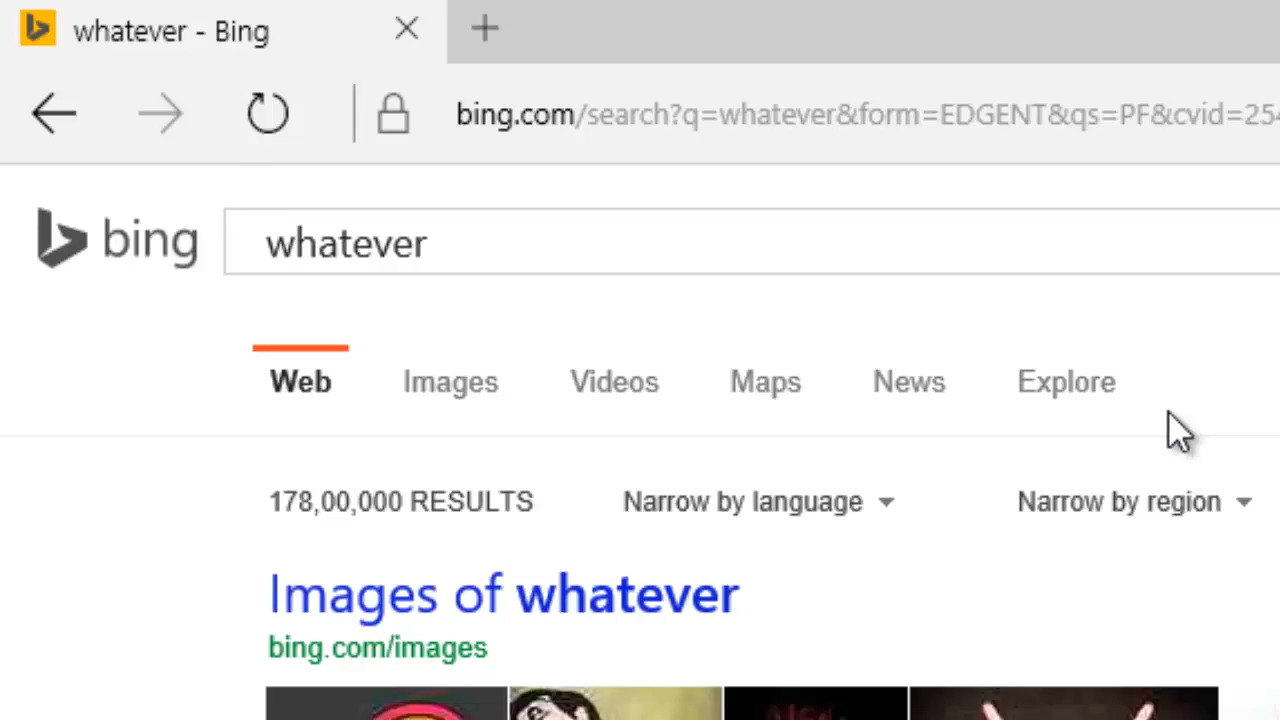 whatever - Bing
bing.com/search?q=whatever&form=EDGENT&qs=PF&cvid=254
bing
whatever
Web Images Videos Maps News Explore
178,00,000 RESULTS Narrow by language Narrow by region
Images of whatever
bing.com/images